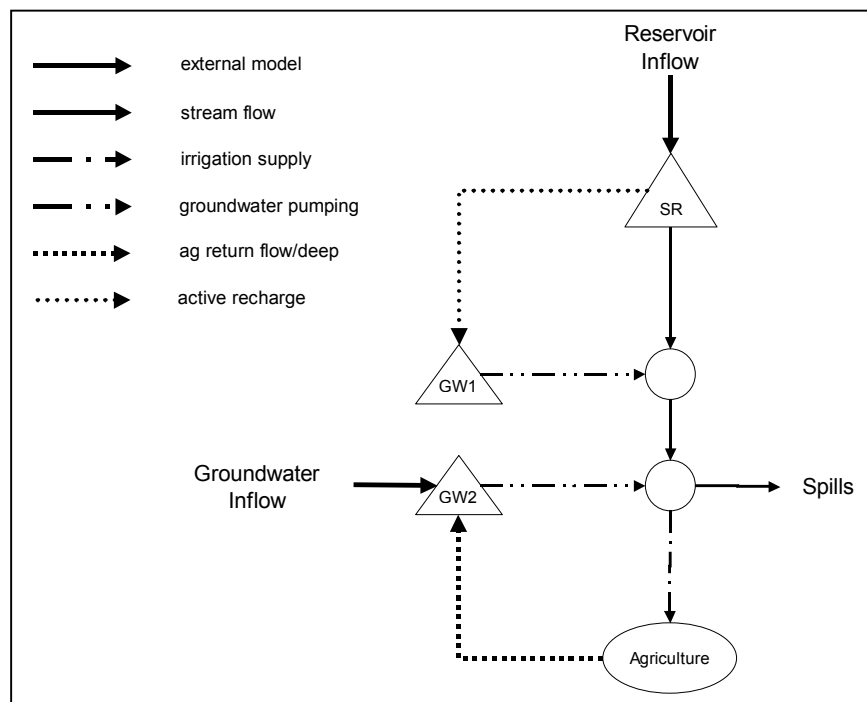 external model
stream flow
irrigation supply
groundwater pumping
ag return flow/deep
active recharge
Reservoir
Inflow
SR
GW1
Groundwater
Inflow
GW2
Spills
Agriculture